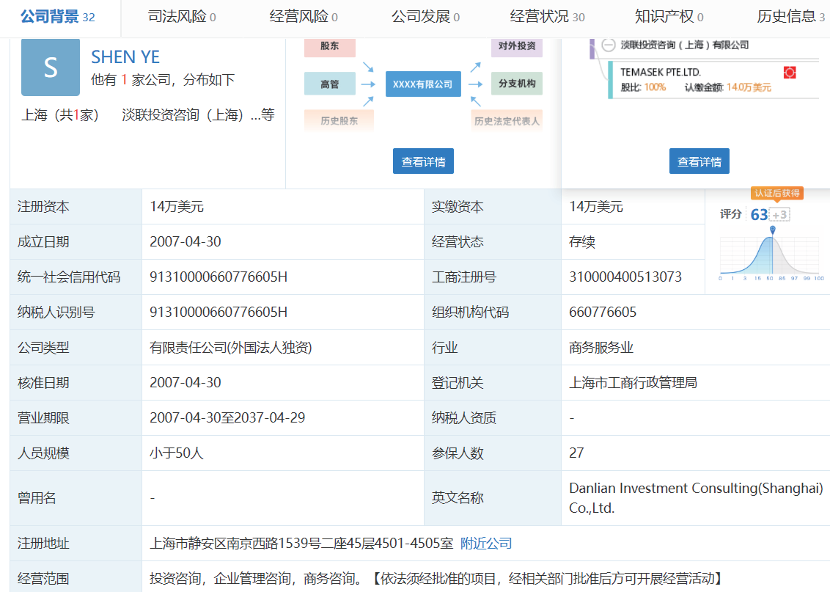 公司背景 32 司法风险 0 经营风险 0 公司发展 0 经营状况 30 知识产权 0 历史信息 3
S
SHEN YE
他有 1 家公司，分布如下
上海（共1家） 淡联投资咨询（上海）...等
股东 对外投资
高管 XXXX有限公司 分支机构
历史股东 历史法定代表人
查看详情
淡联投资咨询（上海）有限公司
TEMASEK PTE.LTD.
股比: 100% 认缴金额: 14.0万美元
查看详情
注册资本 14万美元 实缴资本 14万美元
认证后获得
评分 63 +3
0 1 3 15 50 85 97 99 100
成立日期 2007-04-30 经营状态 存续
统一社会信用代码 91310000660776605H 工商注册号 310000400513073
纳税人识别号 91310000660776605H 组织机构代码 660776605
公司类型 有限责任公司(外国法人独资) 行业 商务服务业
核准日期 2007-04-30 登记机关 上海市工商行政管理局
营业期限 2007-04-30至2037-04-29 纳税人资质 -
人员规模 小于50人 参保人数 27
曾用名 - 英文名称 Danlian Investment Consulting(Shanghai)
Co.,Ltd.
注册地址 上海市静安区南京西路1539号二座45层4501-4505室 附近公司
经营范围 投资咨询，企业管理咨询，商务咨询。【依法须经批准的项目，经相关部门批准后方可开展经营活动】